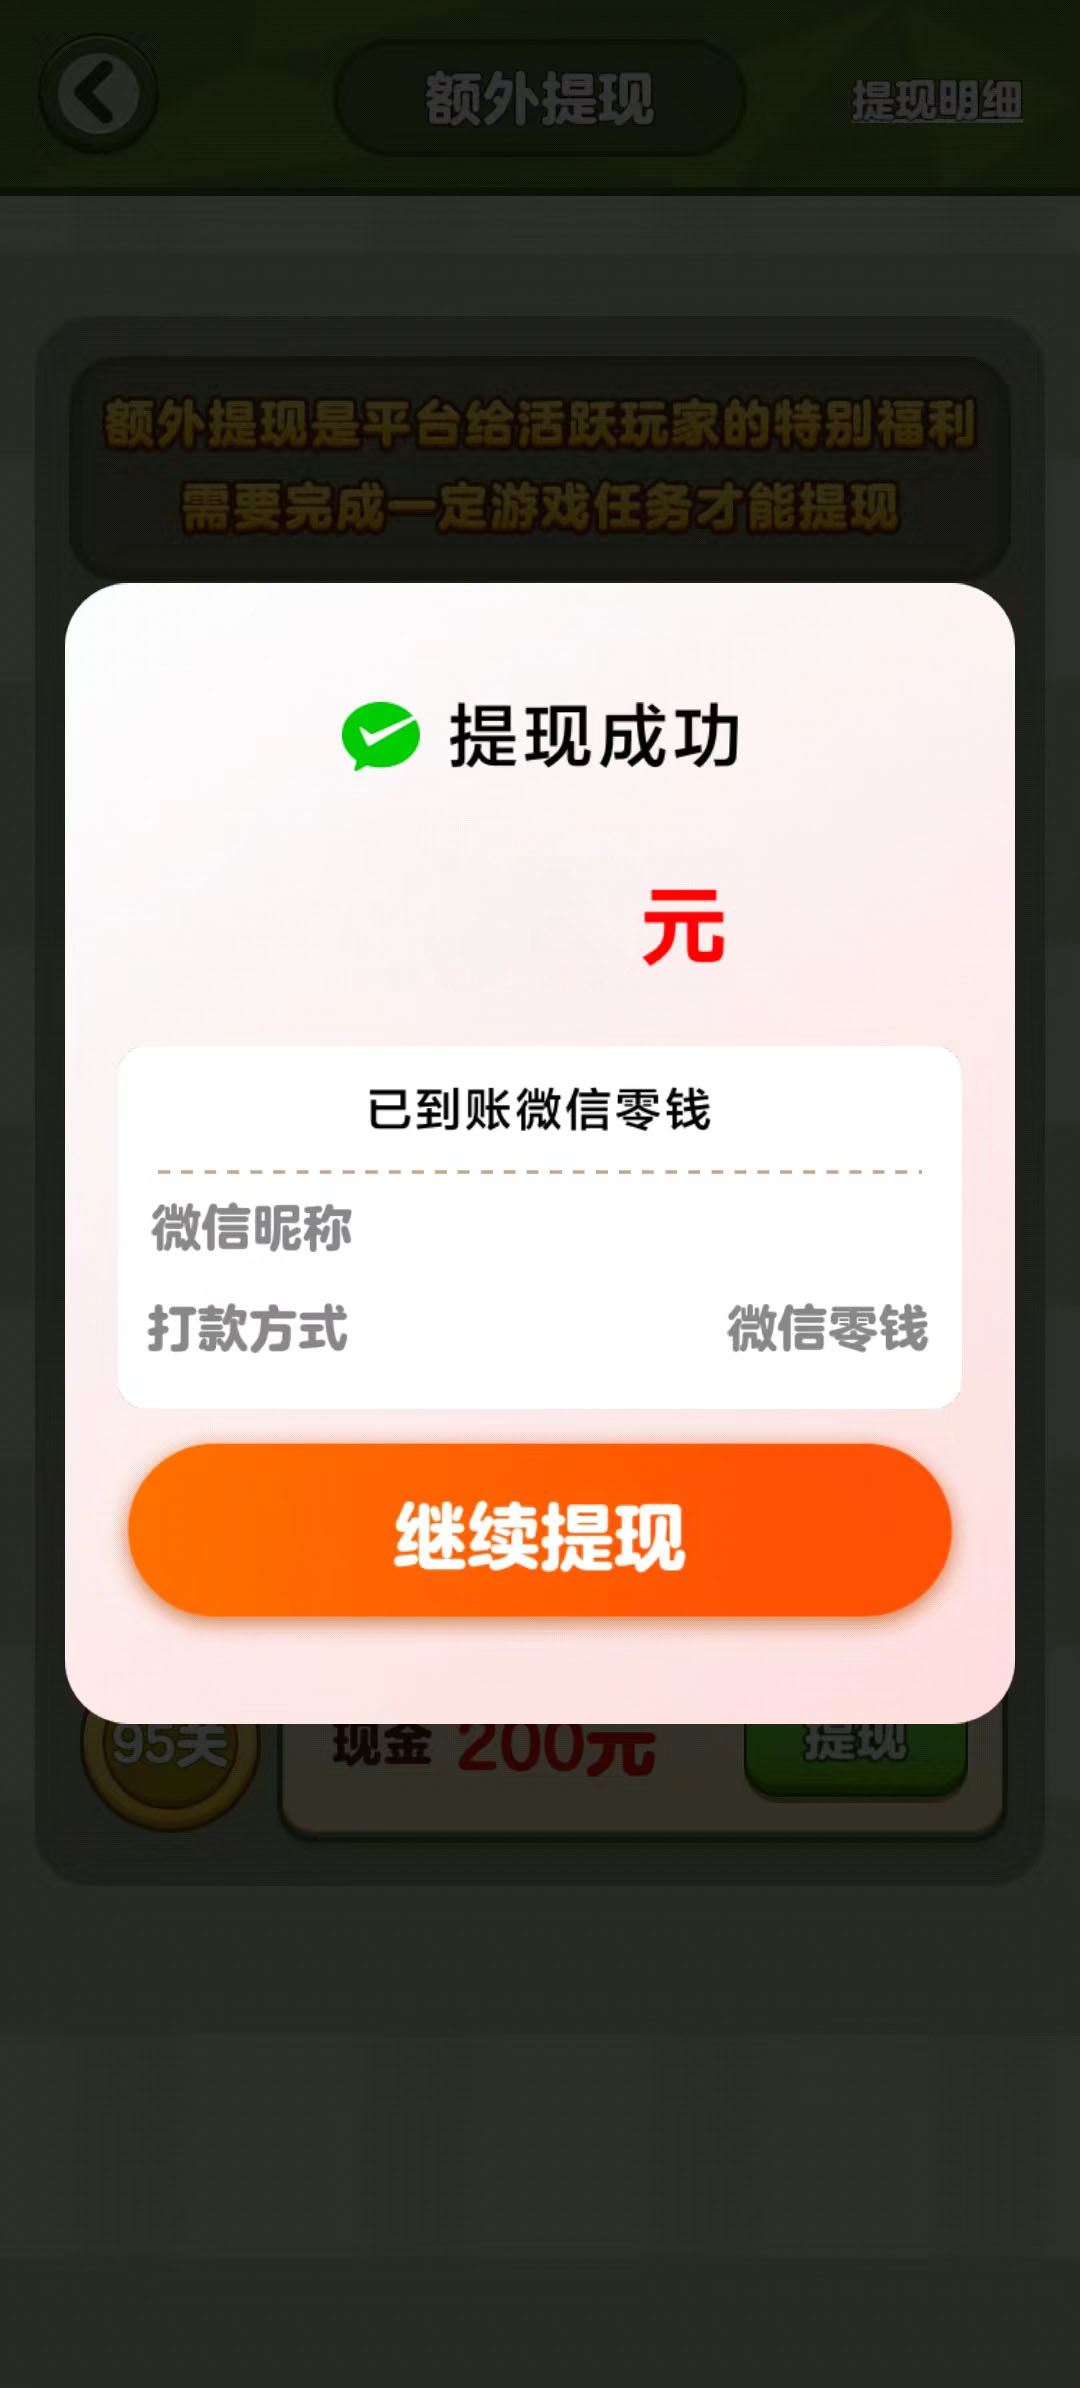 额外提现
提现明细
额外提现是平台给活跃玩家的特别福利
需要完成一定游戏任务才能提现
提现成功
元
已到账微信零钱
微信昵称
打款方式 微信零钱
继续提现
95关 现金 200元 提现